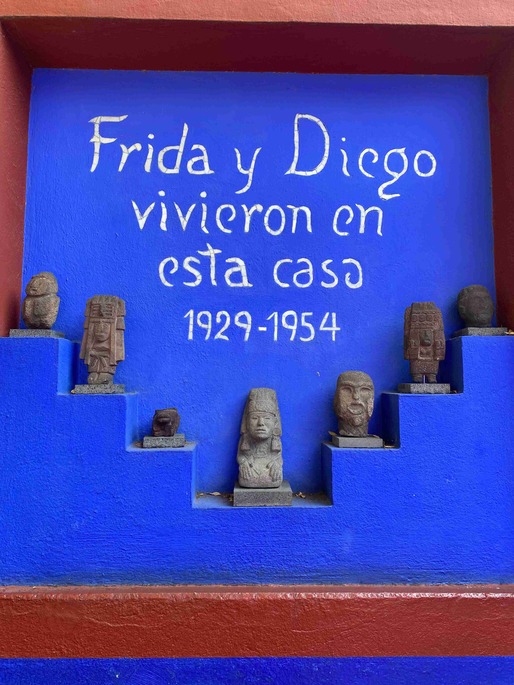 Frida y Diego
vivieron en
esta casa
1929-1954